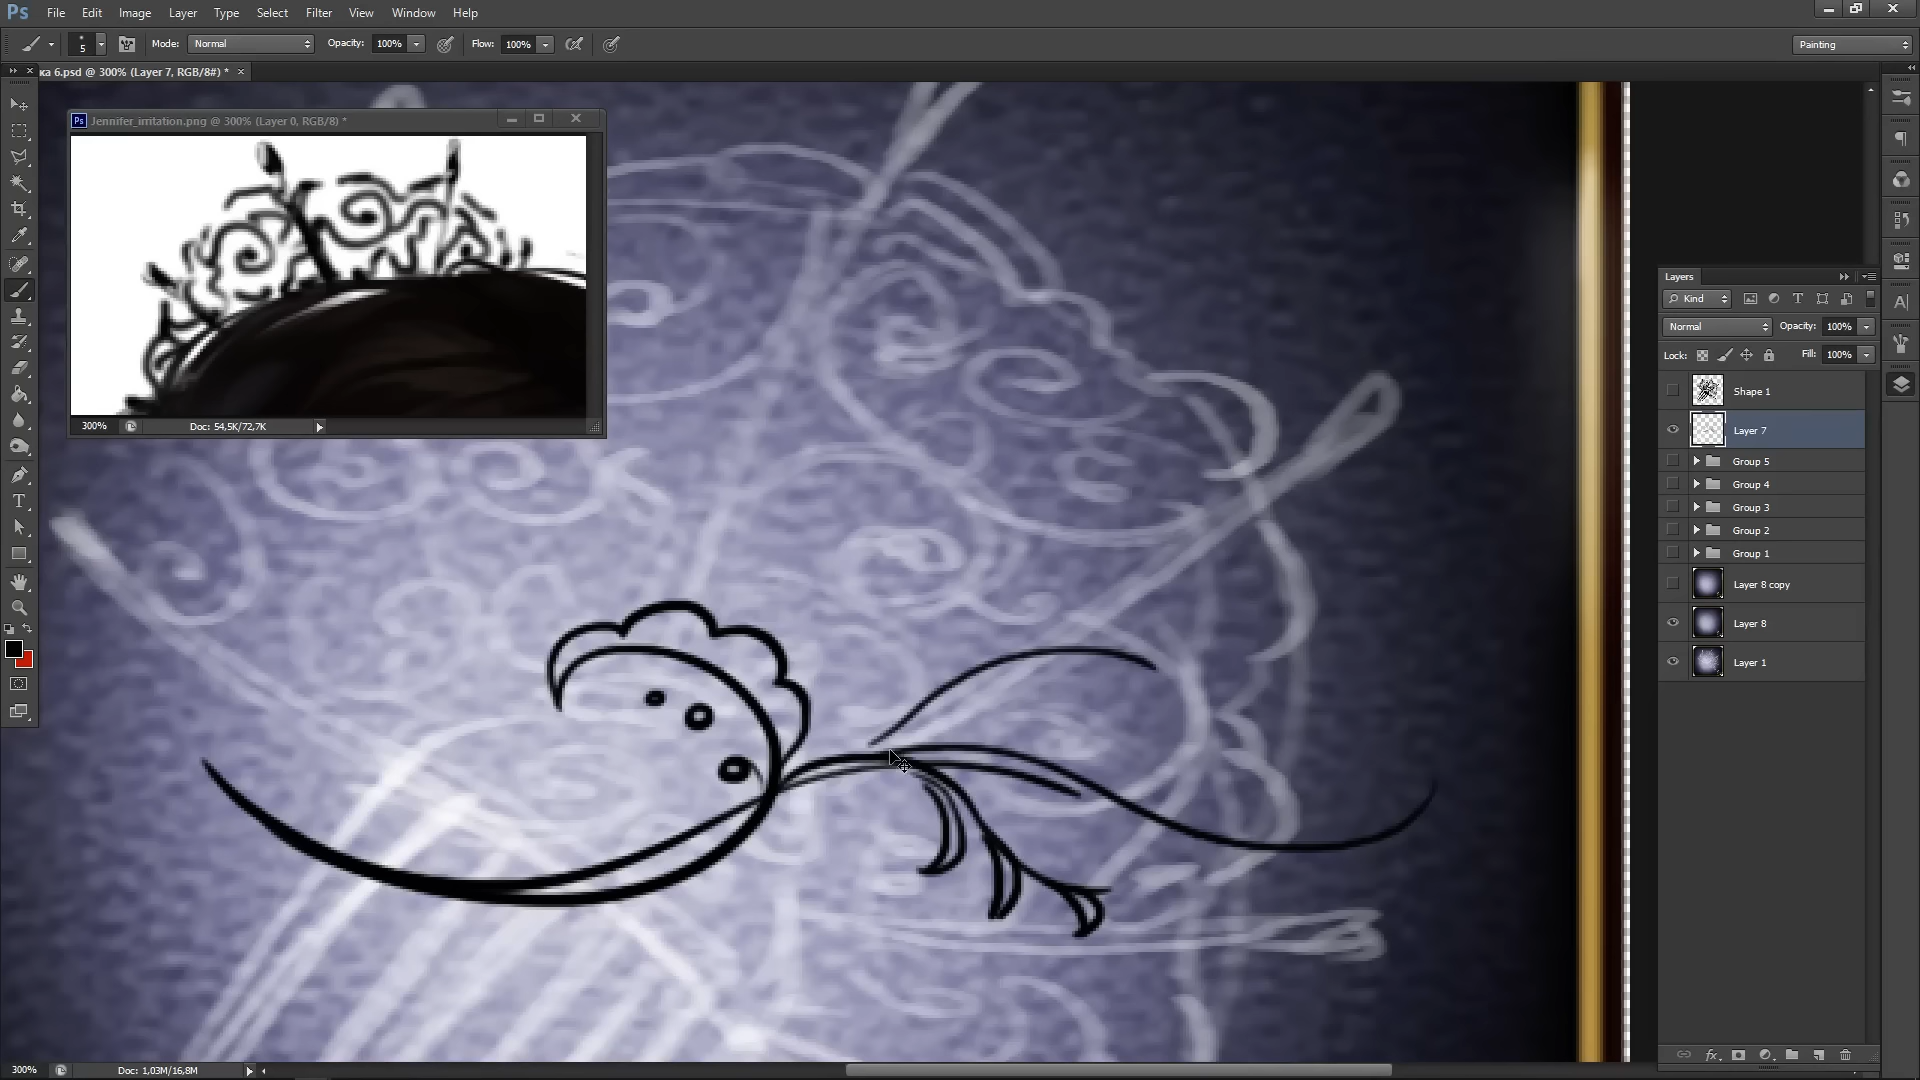 Ps File Edit Image Layer Type Select Filter View Window Help
5 Mode: Normal Opacity: 100% Flow: 100% Painting
ка 6.psd @ 300% (Layer 7, RGB/8#) *
Ps Jennifer_irritation.png @ 300% (Layer 0, RGB/8) *
300% Doc: 54,5K/72,7K
Layers
Kind
Normal Opacity: 100%
Lock: Fill: 100%
Shape 1
Layer 7
Group 5
Group 4
Group 3
Group 2
Group 1
Layer 8 copy
Layer 8
Layer 1
300% Doc: 1,03M/16,8M